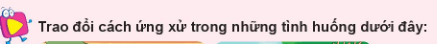 Trao đổi cách ứng xử trong những tình huống dưới đây: